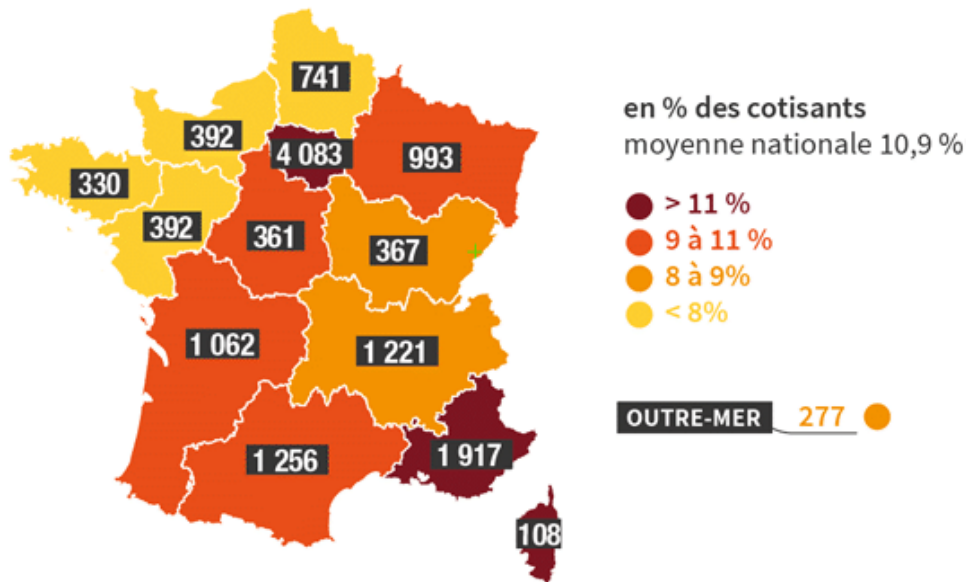 741
392
4 083
993
330
392
361
367
1 062
1 221
1 256
1 917
108
en % des cotisants
moyenne nationale 10,9 %
> 11 %
9 à 11 %
8 à 9%
< 8%
OUTRE-MER 277